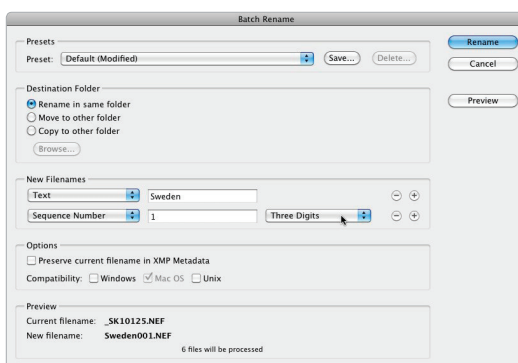 Batch Rename
Presets
Preset: Default (Modified) Save... Delete...
Rename
Cancel
Preview
Destination Folder
Rename in same folder
Move to other folder
Copy to other folder
Browse...
New Filenames
Text Sweden
Sequence Number 1 Three Digits
Options
Preserve current filename in XMP Metadata
Compatibility: Windows Mac OS Unix
Preview
Current filename: _SK10125.NEF
New filename: Sweden001.NEF
6 files will be processed